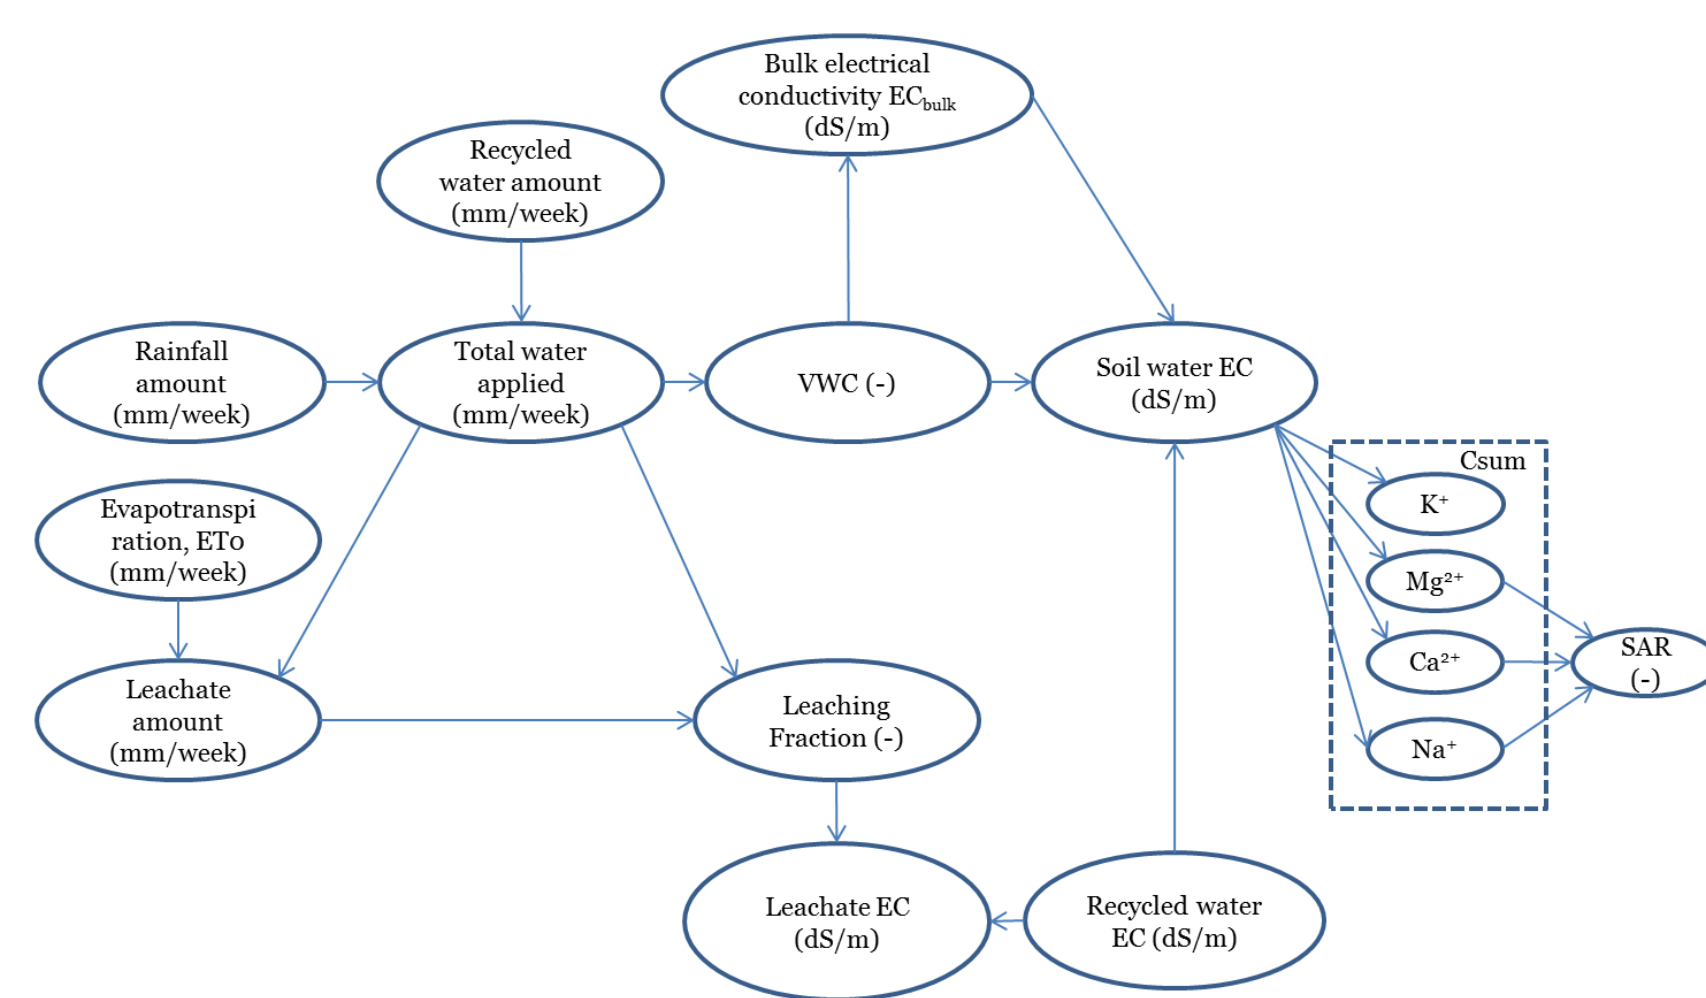 Bulk electrical
conductivity EC_bulk
(dS/m)
Recycled
water amount
(mm/week)
Rainfall
amount
(mm/week)
Total water
applied
(mm/week)
VWC (-)
Soil water EC
(dS/m)
Csum
K⁺
Mg²⁺
Ca²⁺
Na⁺
SAR
(-)
Evapotranspi
ration, ET0
(mm/week)
Leachate
amount
(mm/week)
Leaching
Fraction (-)
Leachate EC
(dS/m)
Recycled water
EC (dS/m)